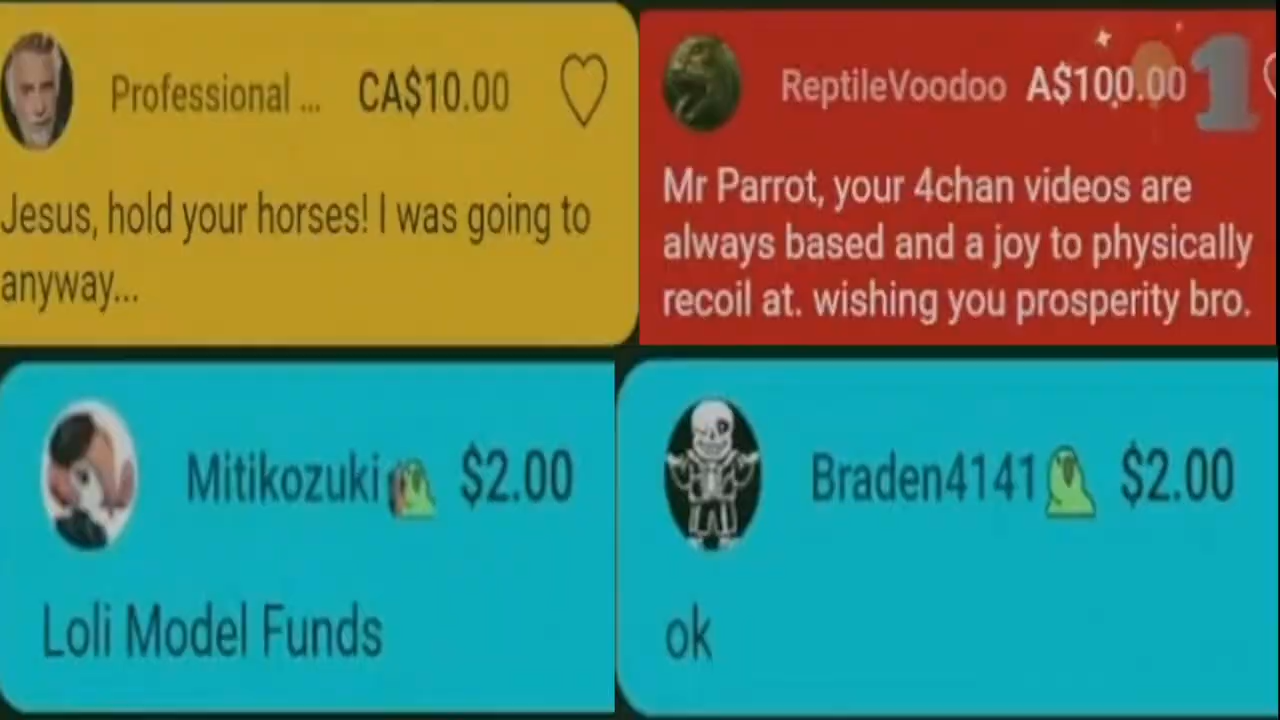 Professional ... CA$10.00
Jesus, hold your horses! I was going to
anyway...
ReptileVoodoo A$100.00 1
Mr Parrot, your 4chan videos are
always based and a joy to physically
recoil at. wishing you prosperity bro.
Mitikozuki $2.00
Loli Model Funds
Braden4141 $2.00
ok